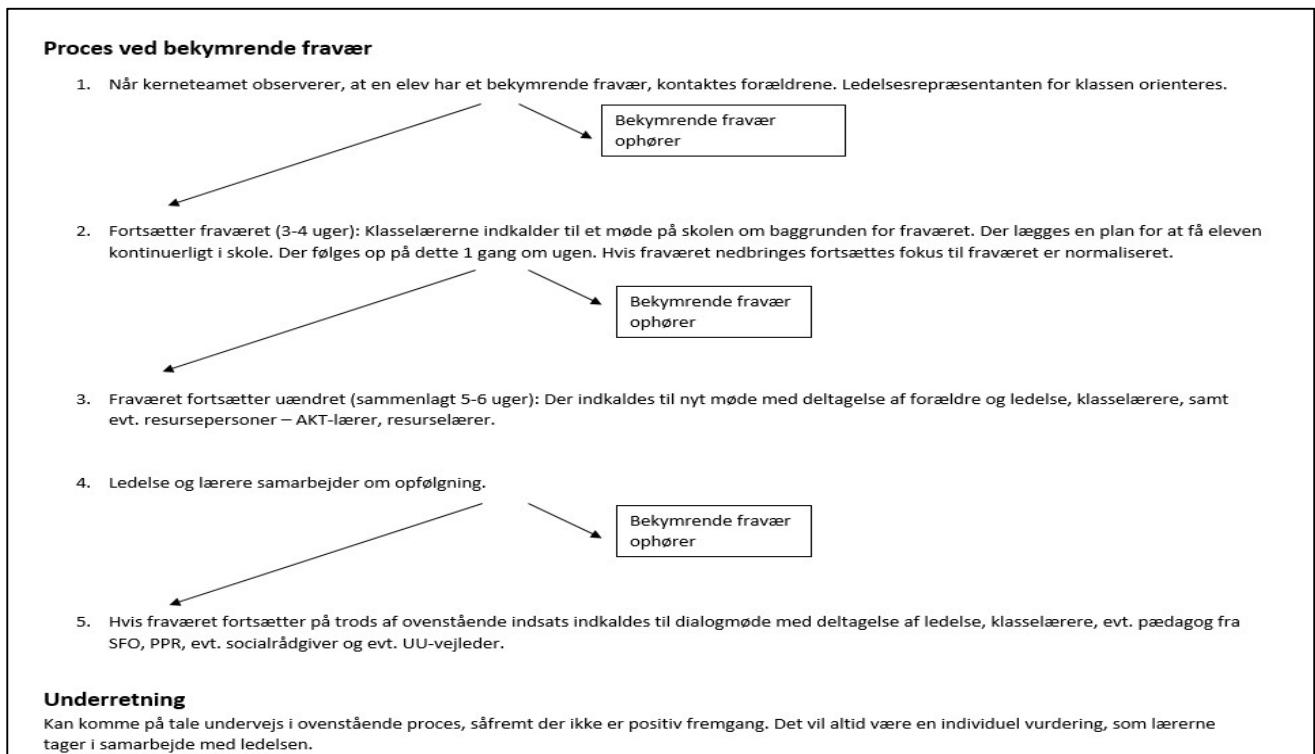 Proces ved bekymrende fravær
1. Når kerneteamet observerer, at en elev har et bekymrende fravær, kontaktes forældrene. Ledelsesrepræsentanten for klassen orienteres.
Bekymrende fravær
ophører
2. Fortsætter fraværet (3-4 uger): Klasselærerne indkalder til et møde på skolen om baggrunden for fraværet. Der lægges en plan for at få eleven
kontinuerligt i skole. Der følges op på dette 1 gang om ugen. Hvis fraværet nedbringes fortsættes fokus til fraværet er normaliseret.
Bekymrende fravær
ophører
3. Fraværet fortsætter uændret (sammenlagt 5-6 uger): Der indkaldes til nyt møde med deltagelse af forældre og ledelse, klasselærere, samt
evt. resursepersoner – AKT-lærer, resurselærer.
4. Ledelse og lærere samarbejder om opfølgning.
Bekymrende fravær
ophører
5. Hvis fraværet fortsætter på trods af ovenstående indsats indkaldes til dialogmøde med deltagelse af ledelse, klasselærere, evt. pædagog fra
SFO, PPR, evt. socialrådgiver og evt. UU-vejleder.
Underretning
Kan komme på tale undervejs i ovenstående proces, såfremt der ikke er positiv fremgang. Det vil altid være en individuel vurdering, som lærerne
tager i samarbejde med ledelsen.